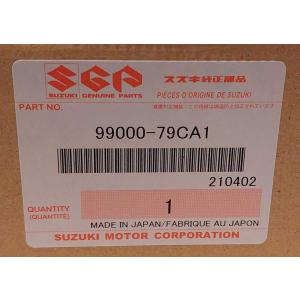 SGP スズキ純正部品
SUZUKI GENUINE PARTS PIÈCES D'ORIGINE DE SUZUKI
PART NO.
99000-79CA1
210402
QUANTITY
(QUANTITÉ)
1
MADE IN JAPAN/FABRIQUE AU JAPON
SUZUKI MOTOR CORPORATION